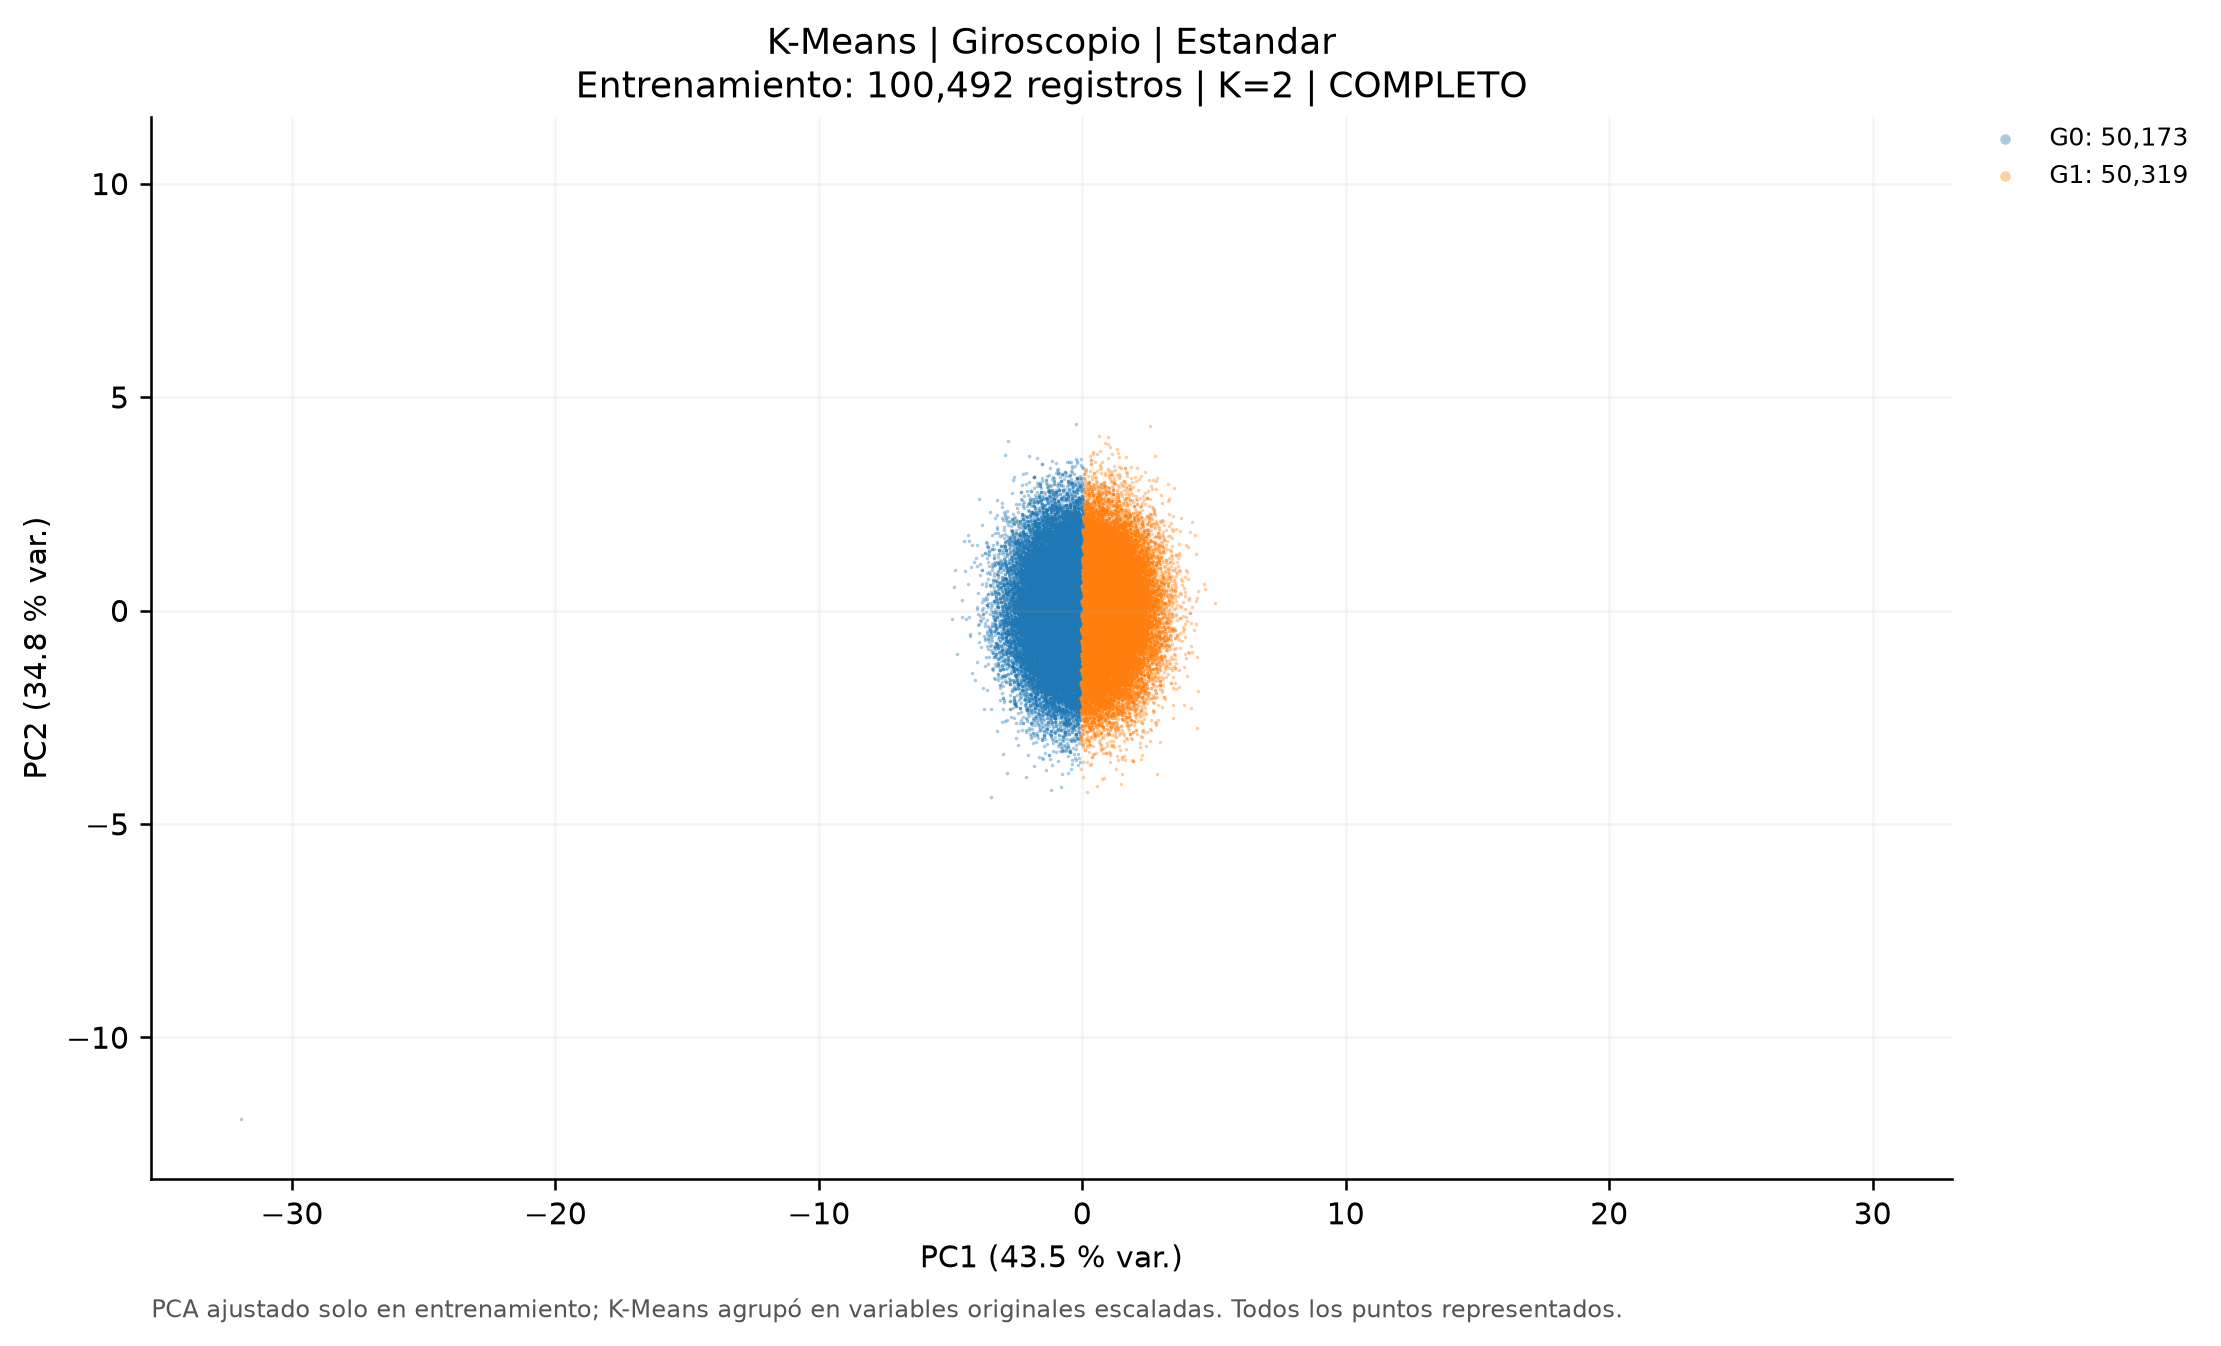 K-Means | Giroscopio | Estandar
Entrenamiento: 100,492 registros | K=2 | COMPLETO
G0: 50,173
G1: 50,319
10
5
0
−5
−10
PC2 (34.8 % var.)
−30
−20
−10
0
10
20
30
PC1 (43.5 % var.)
PCA ajustado solo en entrenamiento; K-Means agrupó en variables originales escaladas. Todos los puntos representados.